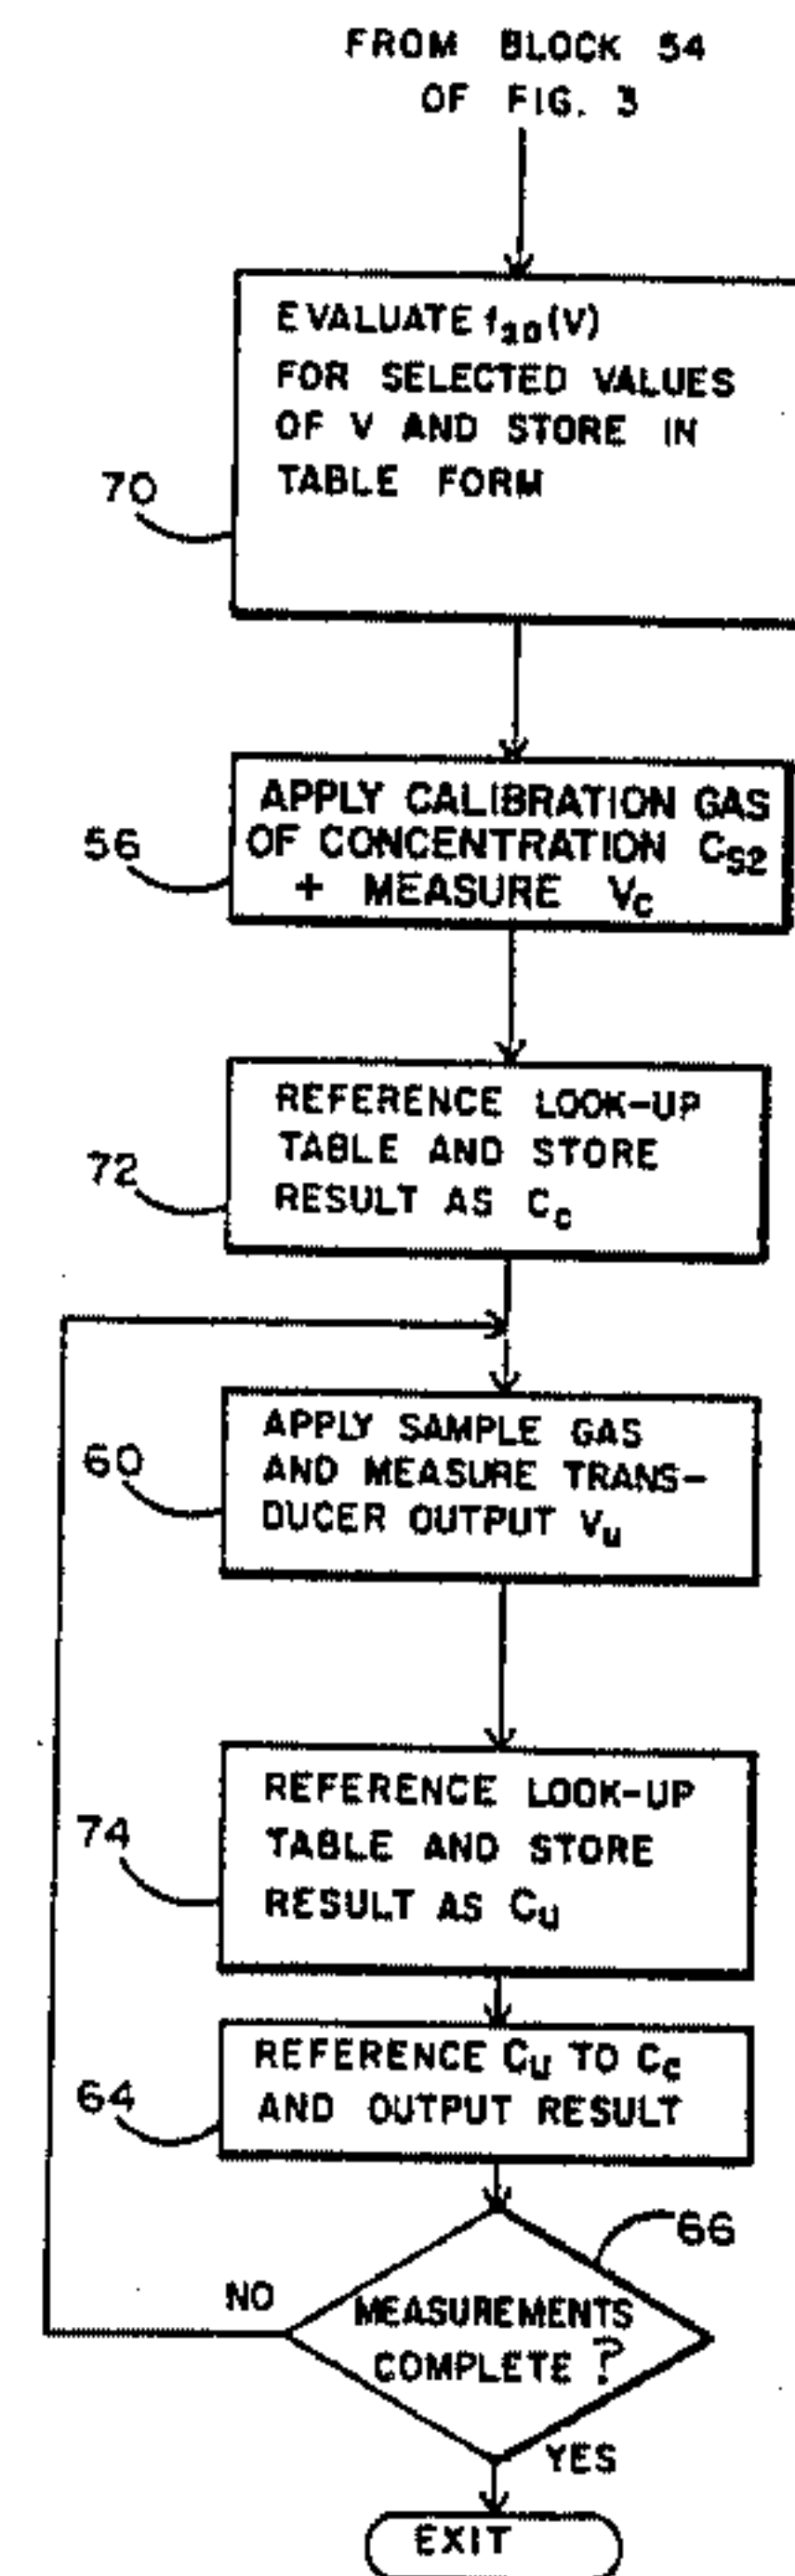 FROM BLOCK 54
OF FIG. 3
EVALUATE f30(V)
FOR SELECTED VALUES
OF V AND STORE IN
TABLE FORM
70
APPLY CALIBRATION GAS
OF CONCENTRATION CS2
+ MEASURE VC
56
REFERENCE LOOK-UP
TABLE AND STORE
RESULT AS Cc
72
APPLY SAMPLE GAS
AND MEASURE TRANS-
DUCER OUTPUT Vu
60
REFERENCE LOOK-UP
TABLE AND STORE
RESULT AS CU
74
REFERENCE CU TO CC
AND OUTPUT RESULT
64
66
NO
MEASUREMENTS
COMPLETE ?
YES
EXIT